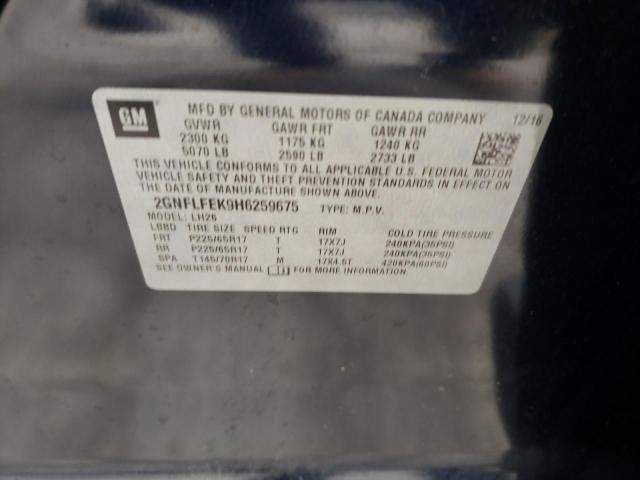 GM
MFD BY GENERAL MOTORS OF CANADA COMPANY 12/16
GVWR GAWR FRT GAWR RR
2300 KG 1175 KG 1240 KG
5070 LB 2590 LB 2733 LB
THIS VEHICLE CONFORMS TO ALL APPLICABLE U.S. FEDERAL MOTOR
VEHICLE SAFETY AND THEFT PREVENTION STANDARDS IN EFFECT ON
THE DATE OF MANUFACTURE SHOWN ABOVE.
2GNFLFEK9H6259675 TYPE: M.P.V.
MODEL: LH26
LBBD TIRE SIZE SPEED RTG RIM COLD TIRE PRESSURE
FRT P225/65R17 T 17X7J 240KPA(35PSI)
RR P225/65R17 T 17X7J 240KPA(35PSI)
SPA T145/70R17 M 17X4.5T 420KPA(60PSI)
SEE OWNER'S MANUAL FOR MORE INFORMATION.